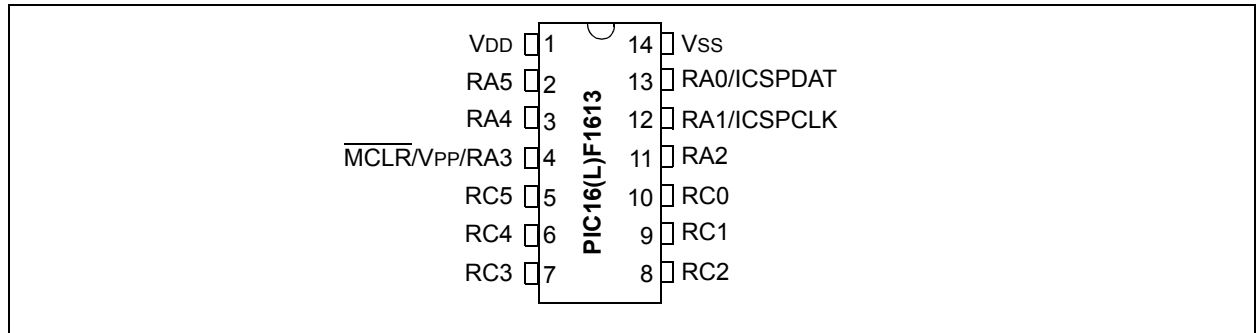 VDD 1 14 VSS
RA5 2 13 RA0/ICSPDAT
RA4 3 12 RA1/ICSPCLK
MCLR/VPP/RA3 4 11 RA2
RC5 5 10 RC0
RC4 6 9 RC1
RC3 7 8 RC2
PIC16(L)F1613